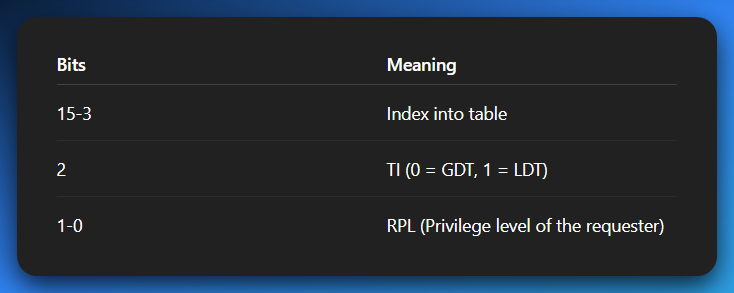 Bits Meaning
15-3 Index into table
2 TI (0 = GDT, 1 = LDT)
1-0 RPL (Privilege level of the requester)